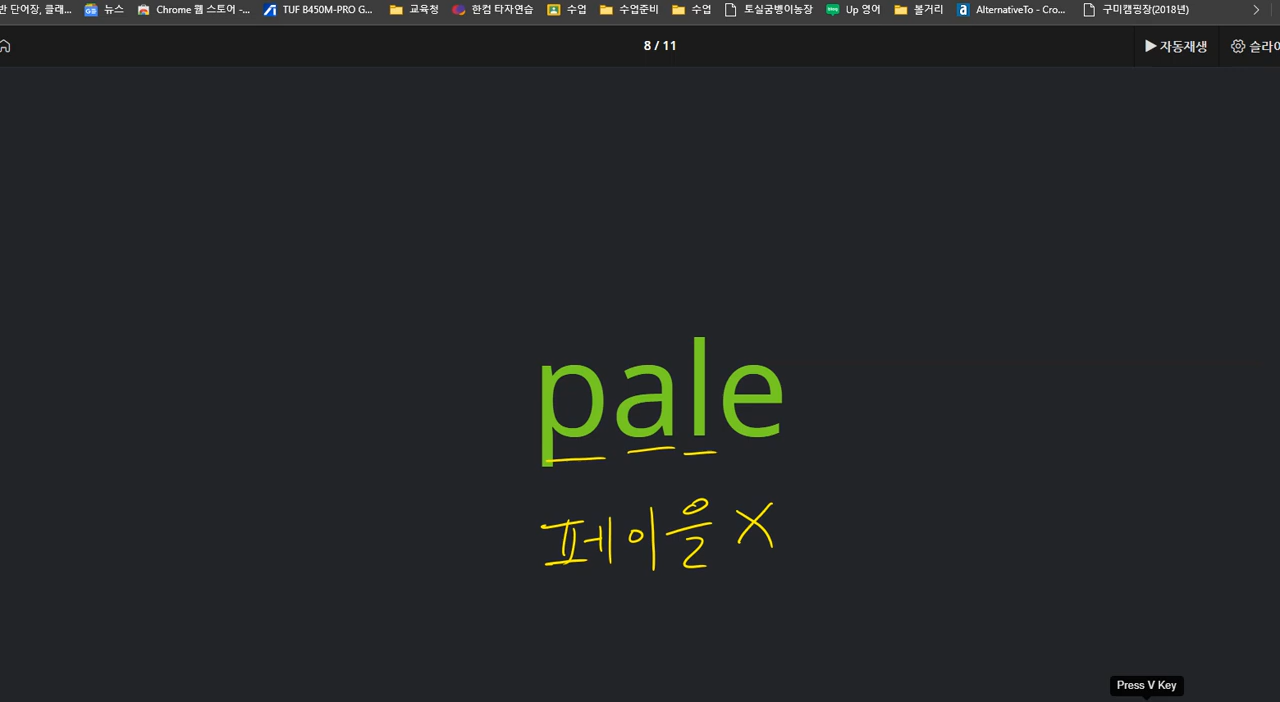 반 단어장, 클래... 뉴스 Chrome 웹 스토어 -... TUF B450M-PRO G... 교육청 한컴 타자연습 수업 수업준비 수업 토실굼벵이농장 Up 영어 볼거리 AlternativeTo - Cro... 구미캠핑장(2018년)
8 / 11 자동재생 슬라이
pale
페이을 X
Press V Key